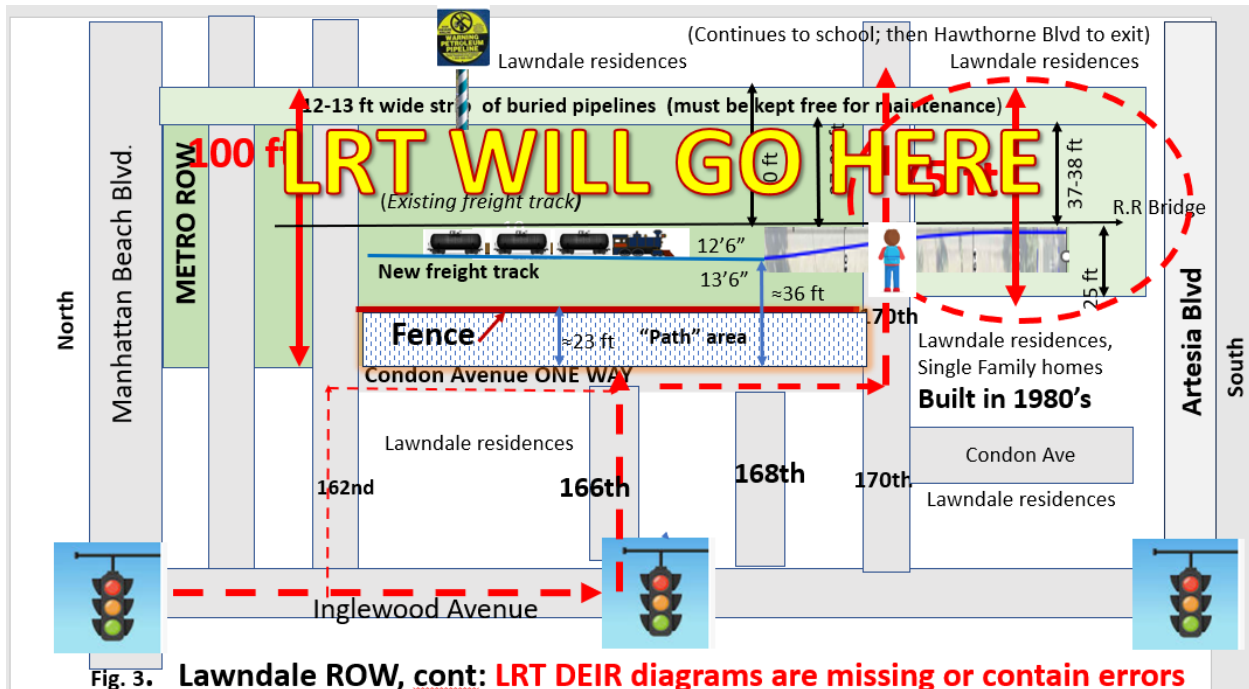 WARNING
PETROLEUM
PIPELINE
(Continues to school; then Hawthorne Blvd to exit)
Lawndale residences
Lawndale residences
12-13 ft wide strip of buried pipelines (must be kept free for maintenance)
LRT WILL GO HERE
100 ft
75 ft
37-38 ft
Manhattan Beach Blvd.
METRO ROW
North
(Existing freight track)
R.R Bridge
12'6"
New freight track
13'6"
≈36 ft
25 ft
Fence
≈23 ft
"Path" area
170th
Lawndale residences,
Single Family homes
Built in 1980's
Artesia Blvd
South
Condon Avenue ONE WAY
Lawndale residences
162nd
166th
168th
170th
Condon Ave
Lawndale residences
Inglewood Avenue
Fig. 3. Lawndale ROW, cont: LRT DEIR diagrams are missing or contain errors